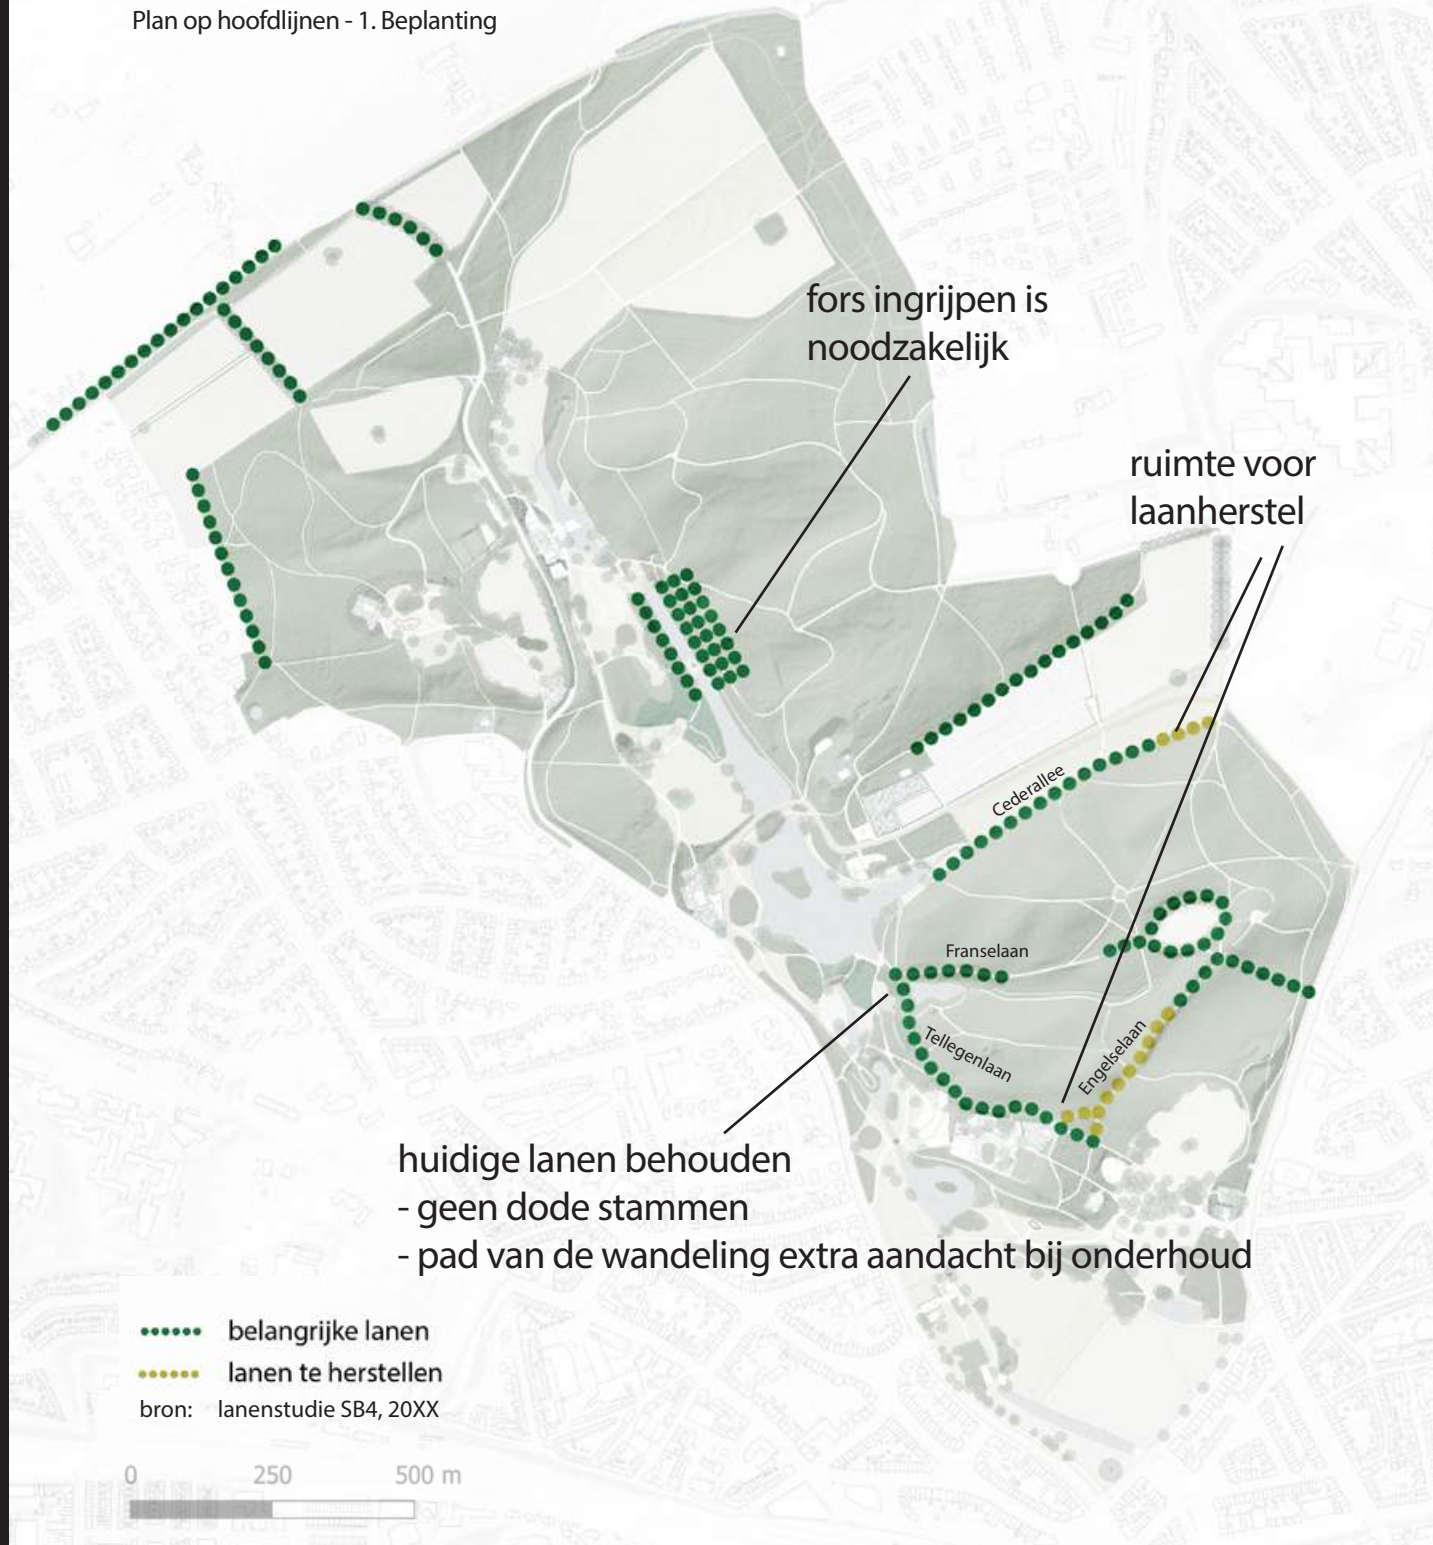 Plan op hoofdlijnen - 1. Beplanting
fors ingrijpen is
noodzakelijk
ruimte voor
laanherstel
Cederallee
Franselaan
Tellegenlaan
Engelselaan
huidige lanen behouden
- geen dode stammen
- pad van de wandeling extra aandacht bij onderhoud
belangrijke lanen
lanen te herstellen
bron: lanenstudie SB4, 20XX
0 250 500 m